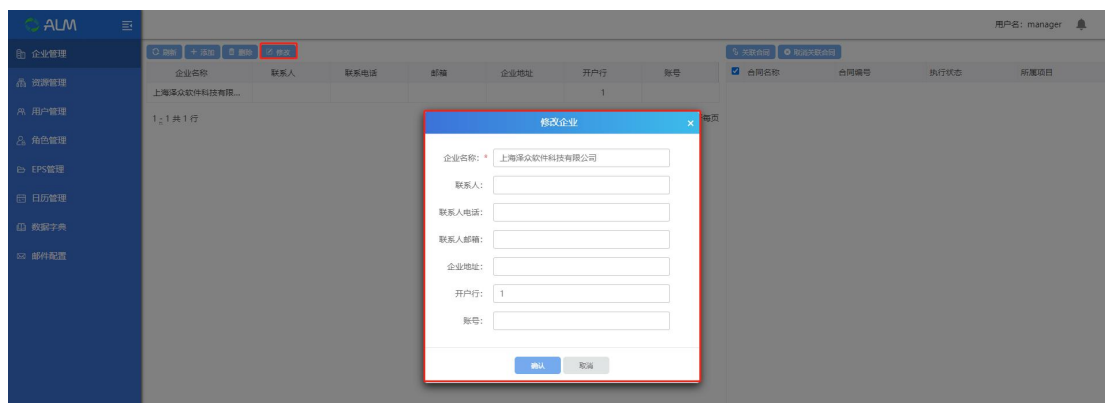 ALM
用户名: manager
企业管理
资源管理
用户管理
角色管理
EPS管理
日历管理
数据字典
邮件配置
刷新 添加 删除 修改
企业名称 联系人 联系电话 邮箱 企业地址 开户行 账号
上海泽众软件科技有限... 1
1 - 1 共 1 行
每页
关联合同 取消关联合同
合同名称 合同编号 执行状态 所属项目
修改企业 ×
企业名称: * 上海泽众软件科技有限公司
联系人:
联系人电话:
联系人邮箱:
企业地址:
开户行: 1
账号:
确认 取消